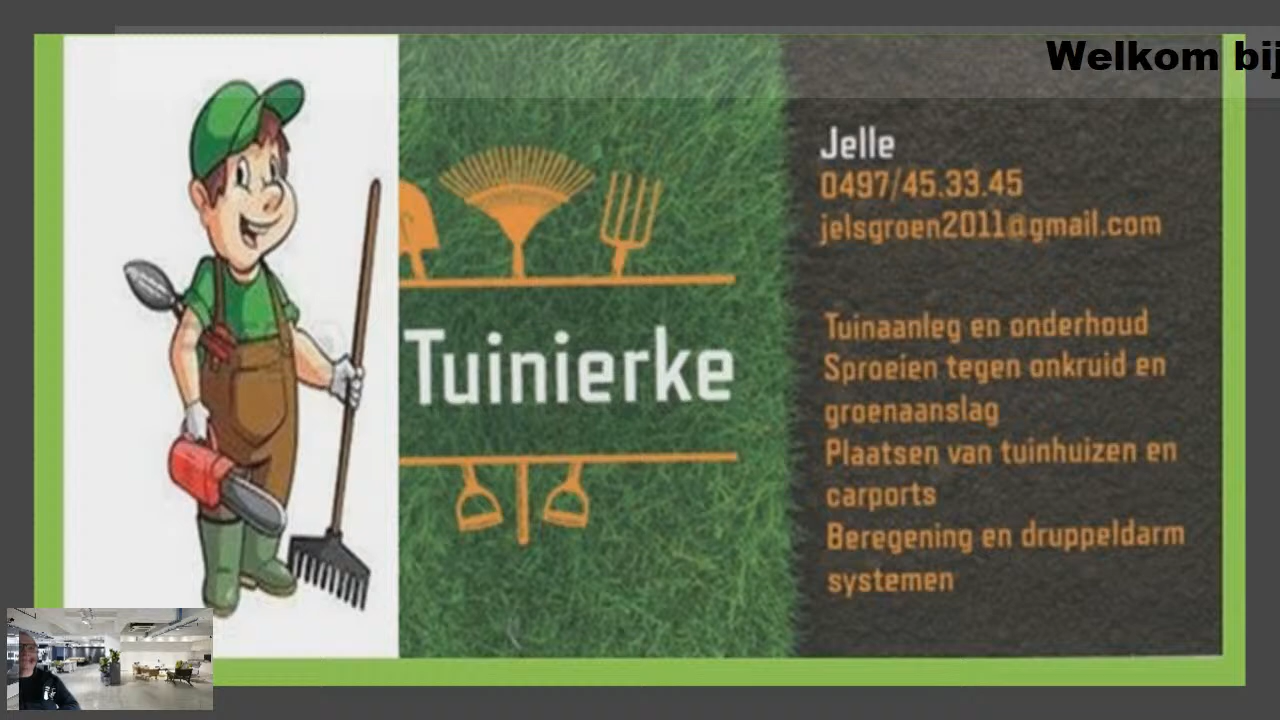 Welkom bij
Jelle
0497/45.33.45
jelsgroen2011@gmail.com
Tuinierke
Tuinaanleg en onderhoud
Sproeien tegen onkruid en
groenaanslag
Plaatsen van tuinhuizen en
carports
Beregening en druppeldarm
systemen